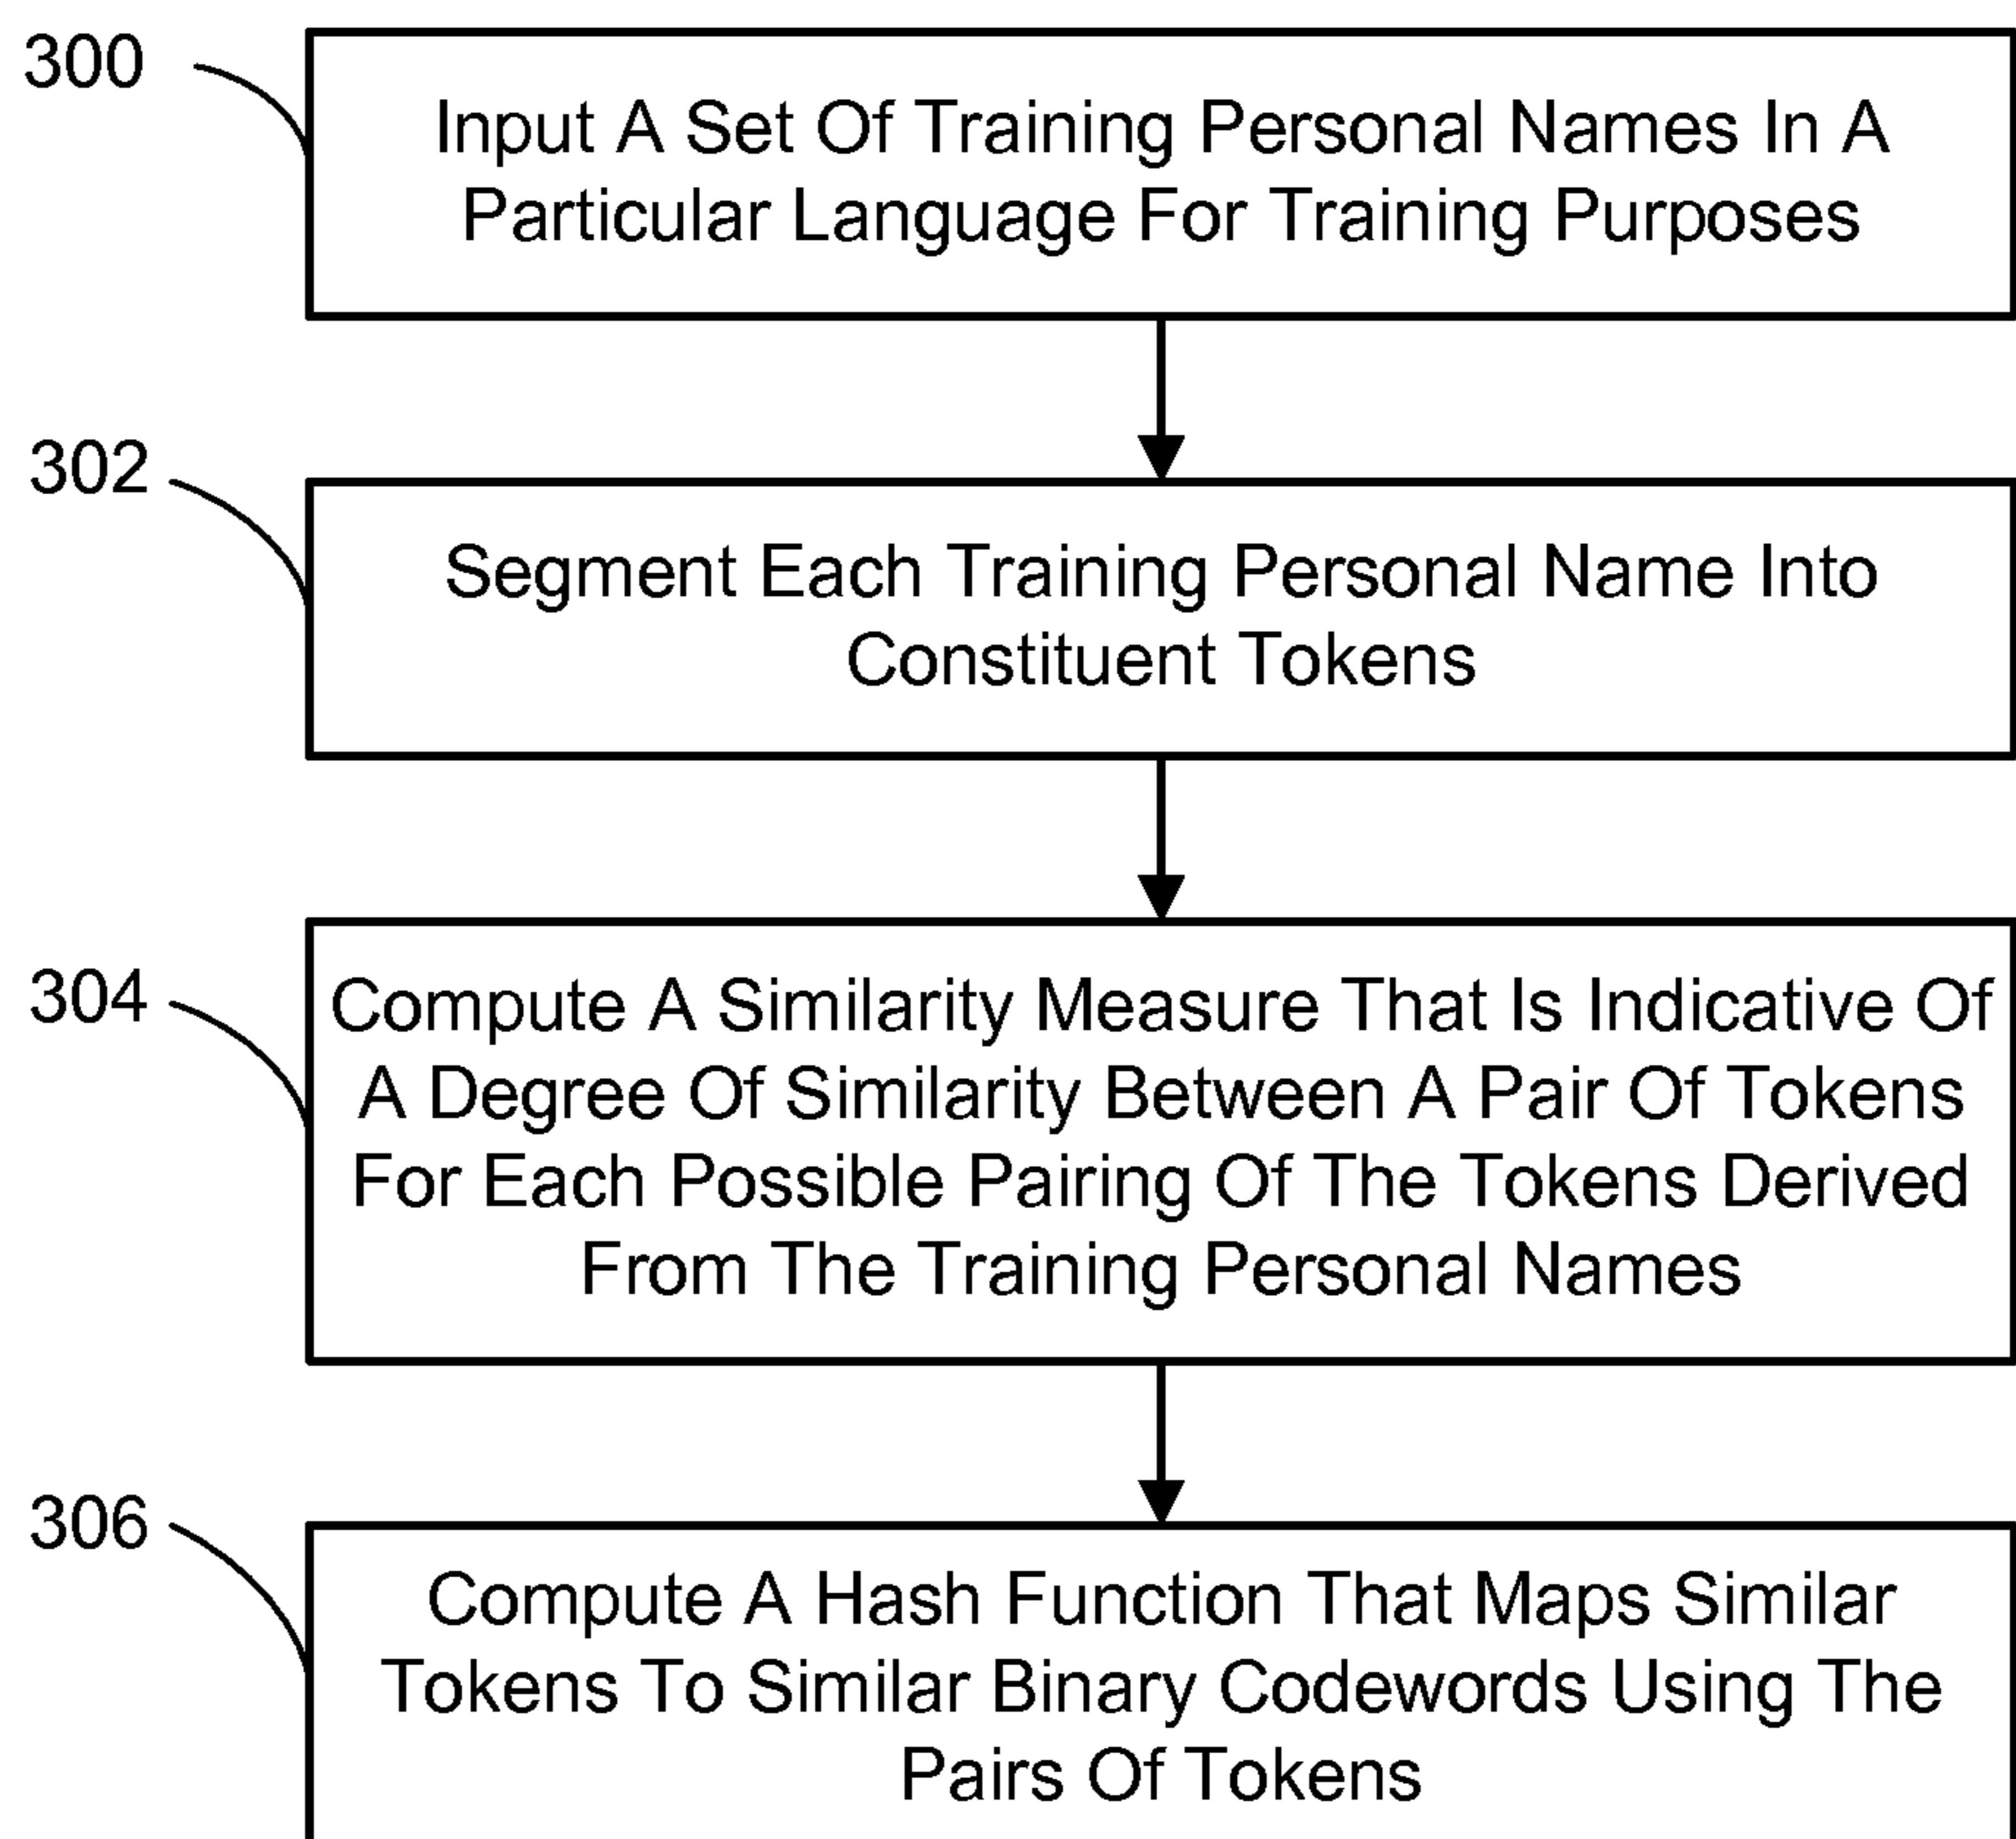 300
Input A Set Of Training Personal Names In A
Particular Language For Training Purposes
302
Segment Each Training Personal Name Into
Constituent Tokens
304
Compute A Similarity Measure That Is Indicative Of
A Degree Of Similarity Between A Pair Of Tokens
For Each Possible Pairing Of The Tokens Derived
From The Training Personal Names
306
Compute A Hash Function That Maps Similar
Tokens To Similar Binary Codewords Using The
Pairs Of Tokens